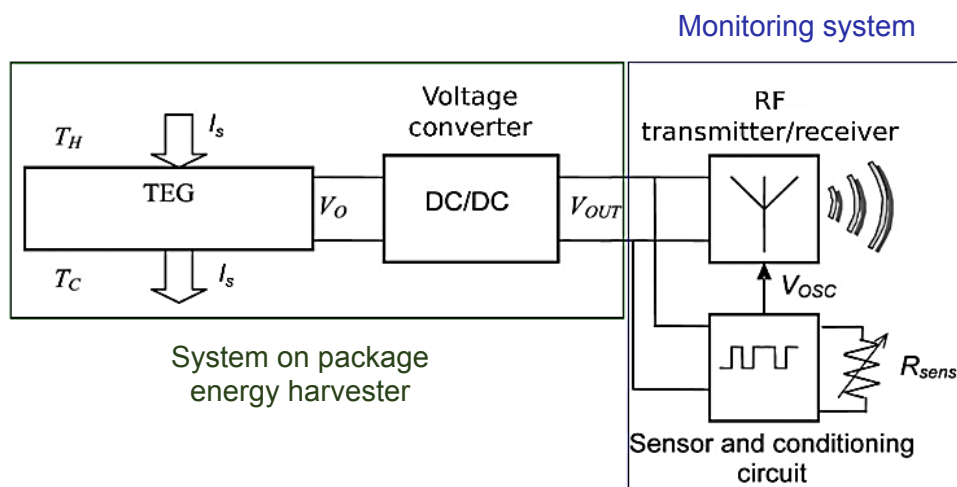 Monitoring system
Voltage
converter
RF
transmitter/receiver
T_H
I_s
TEG
V_O
DC/DC
V_OUT
T_C
I_s
V_OSC
R_sens
System on package
energy harvester
Sensor and conditioning
circuit